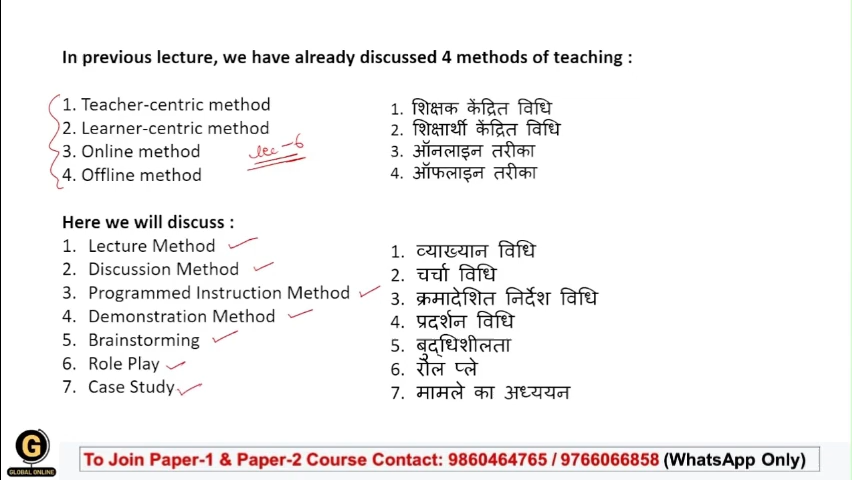 In previous lecture, we have already discussed 4 methods of teaching :
1. Teacher-centric method
2. Learner-centric method
3. Online method
4. Offline method
lec-6
1. शिक्षक केंद्रित विधि
2. शिक्षार्थी केंद्रित विधि
3. ऑनलाइन तरीका
4. ऑफलाइन तरीका
Here we will discuss :
1. Lecture Method
2. Discussion Method
3. Programmed Instruction Method
4. Demonstration Method
5. Brainstorming
6. Role Play
7. Case Study
1. व्याख्यान विधि
2. चर्चा विधि
3. क्रमादेशित निर्देश विधि
4. प्रदर्शन विधि
5. बुद्धिशीलता
6. रोल प्ले
7. मामले का अध्ययन
G
GLOBAL ONLINE
To Join Paper-1 & Paper-2 Course Contact: 9860464765 / 9766066858 (WhatsApp Only)